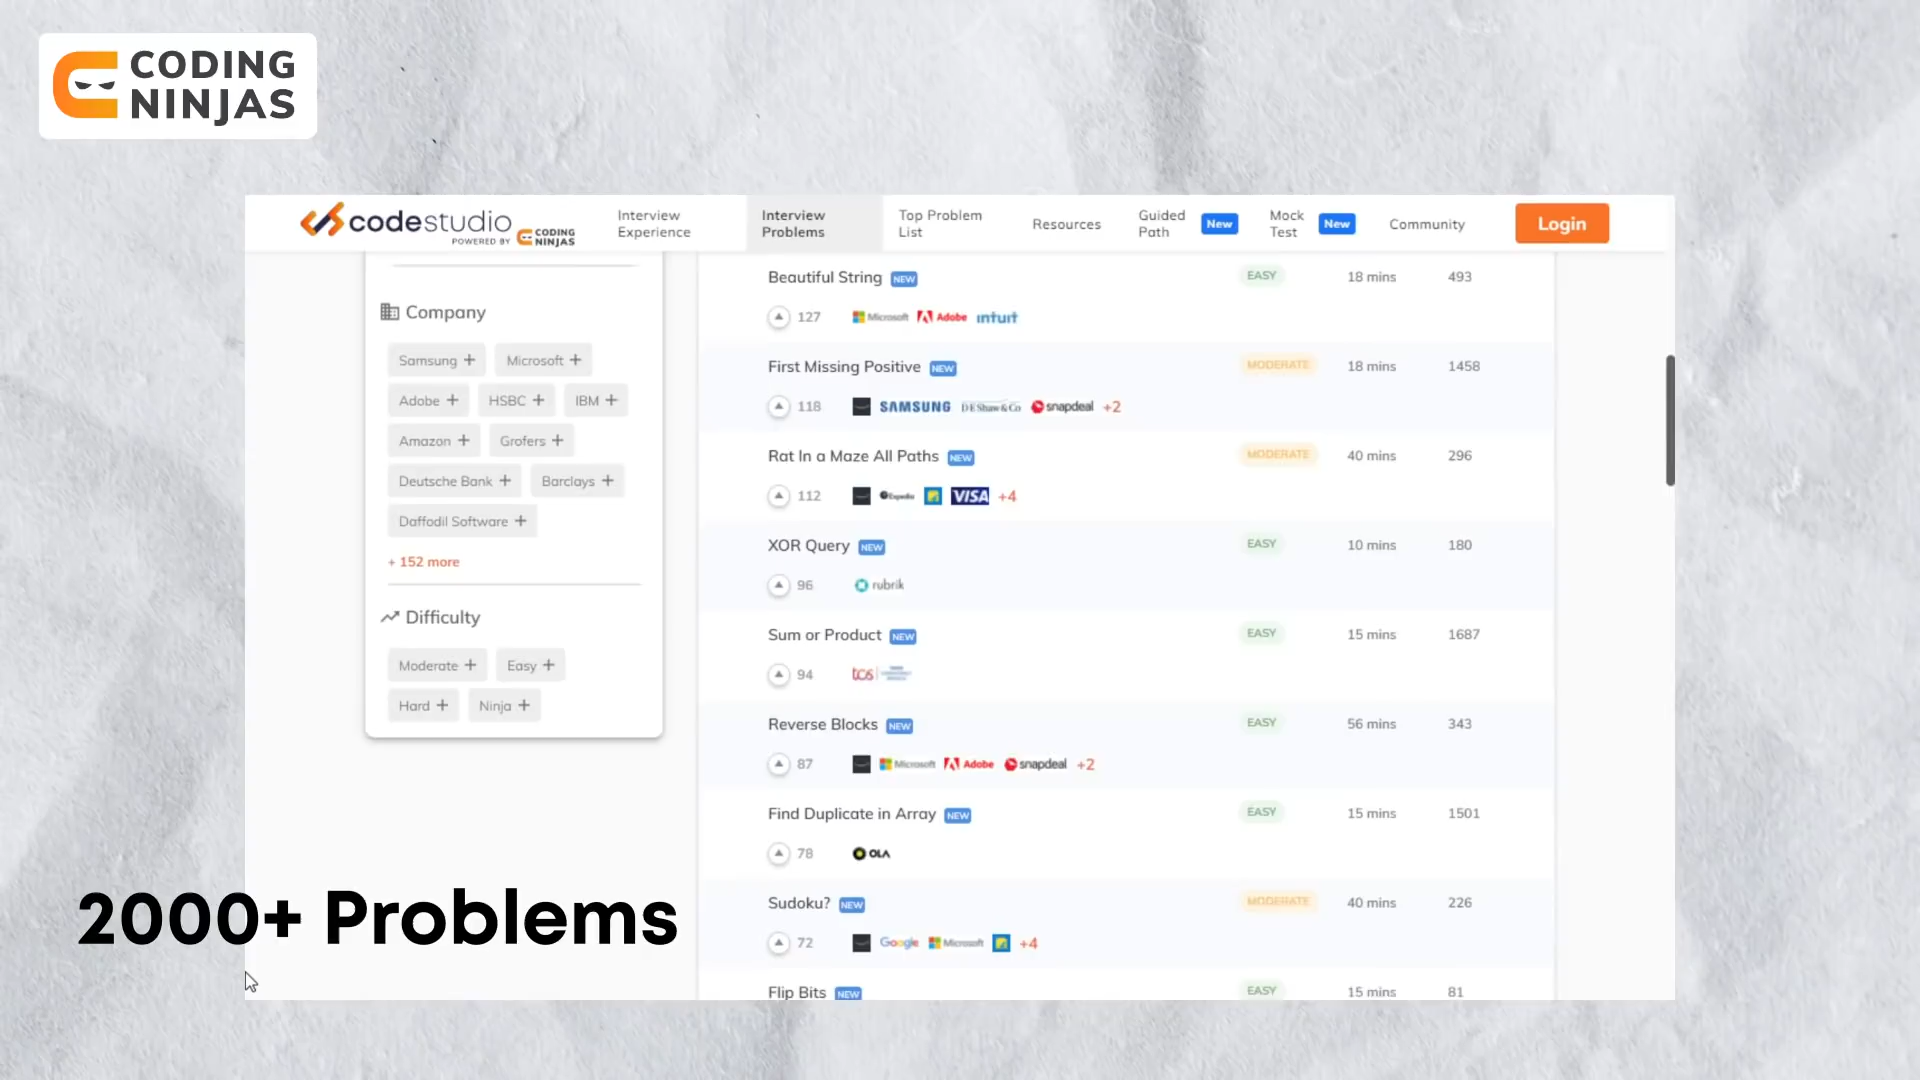 CODING
NINJAS
codestudio
POWERED BY CODING NINJAS
Interview Experience
Interview Problems
Top Problem List
Resources
Guided Path New
Mock Test New
Community
Login
Company
Samsung + Microsoft +
Adobe + HSBC + IBM +
Amazon + Grofers +
Deutsche Bank + Barclays +
Daffodil Software +
+ 152 more
Difficulty
Moderate + Easy +
Hard + Ninja +
Beautiful String NEW EASY 18 mins 493
127 Microsoft Adobe intuit
First Missing Positive NEW MODERATE 18 mins 1458
118 SAMSUNG DE Shaw & Co snapdeal +2
Rat In a Maze All Paths NEW MODERATE 40 mins 296
112 Expedia VISA +4
XOR Query NEW EASY 10 mins 180
96 rubrik
Sum or Product NEW EASY 15 mins 1687
94 tcs
Reverse Blocks NEW EASY 56 mins 343
87 Microsoft Adobe snapdeal +2
Find Duplicate in Array NEW EASY 15 mins 1501
78 OLA
Sudoku? NEW MODERATE 40 mins 226
72 Google Microsoft +4
Flip Bits NEW EASY 15 mins 81
2000+ Problems